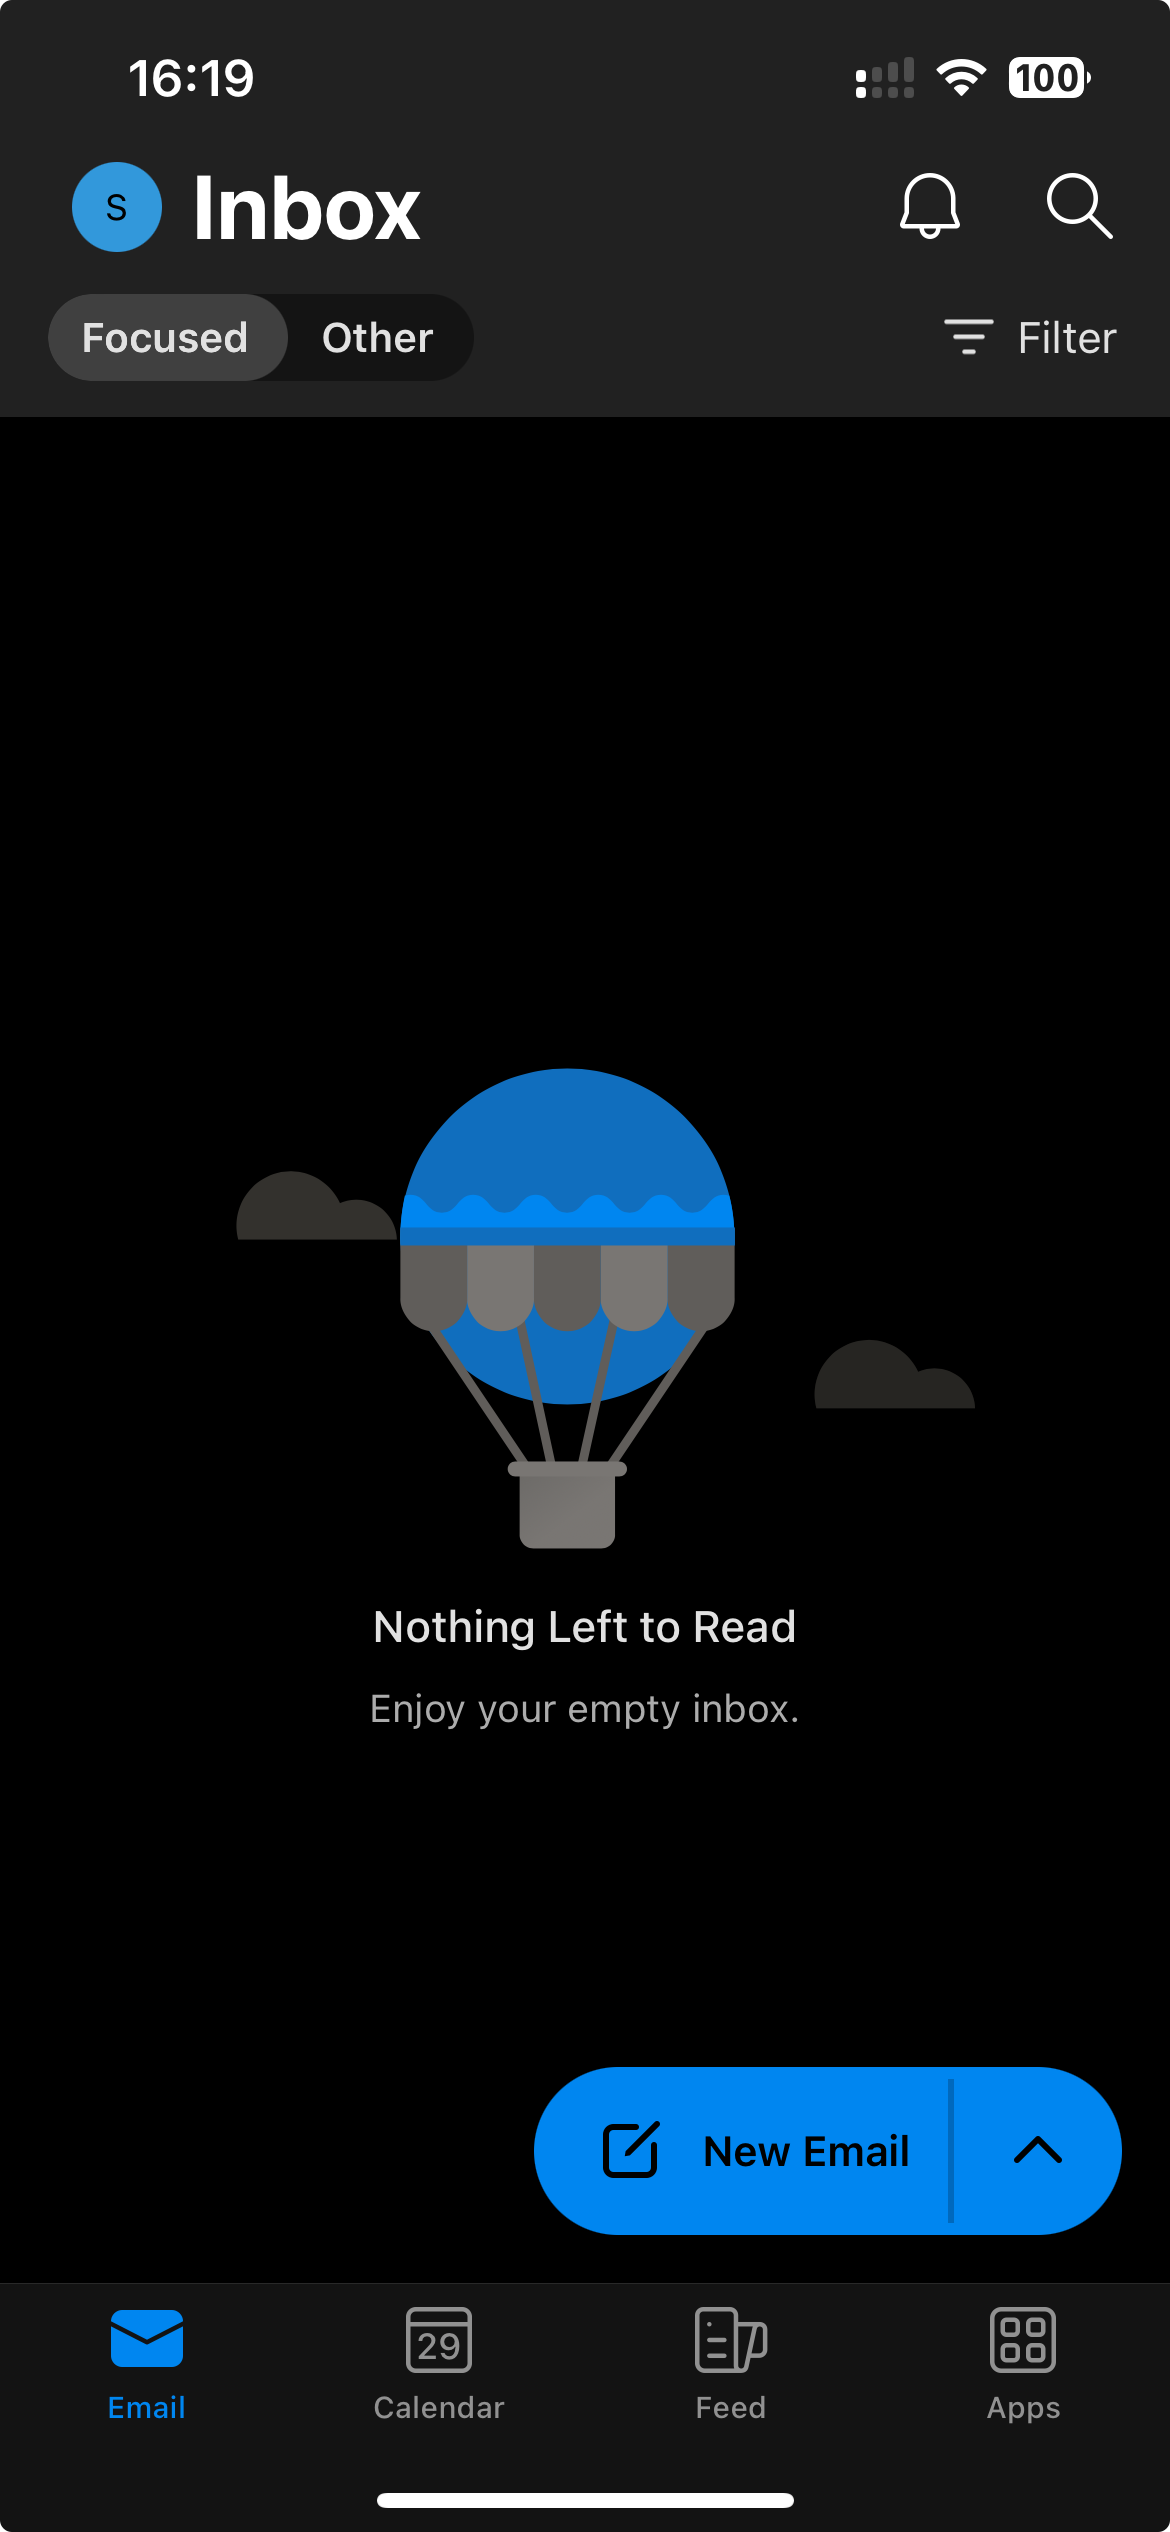 16:19
100
S
Inbox
Focused
Other
Filter
Nothing Left to Read
Enjoy your empty inbox.
New Email
29
Email
Calendar
Feed
Apps